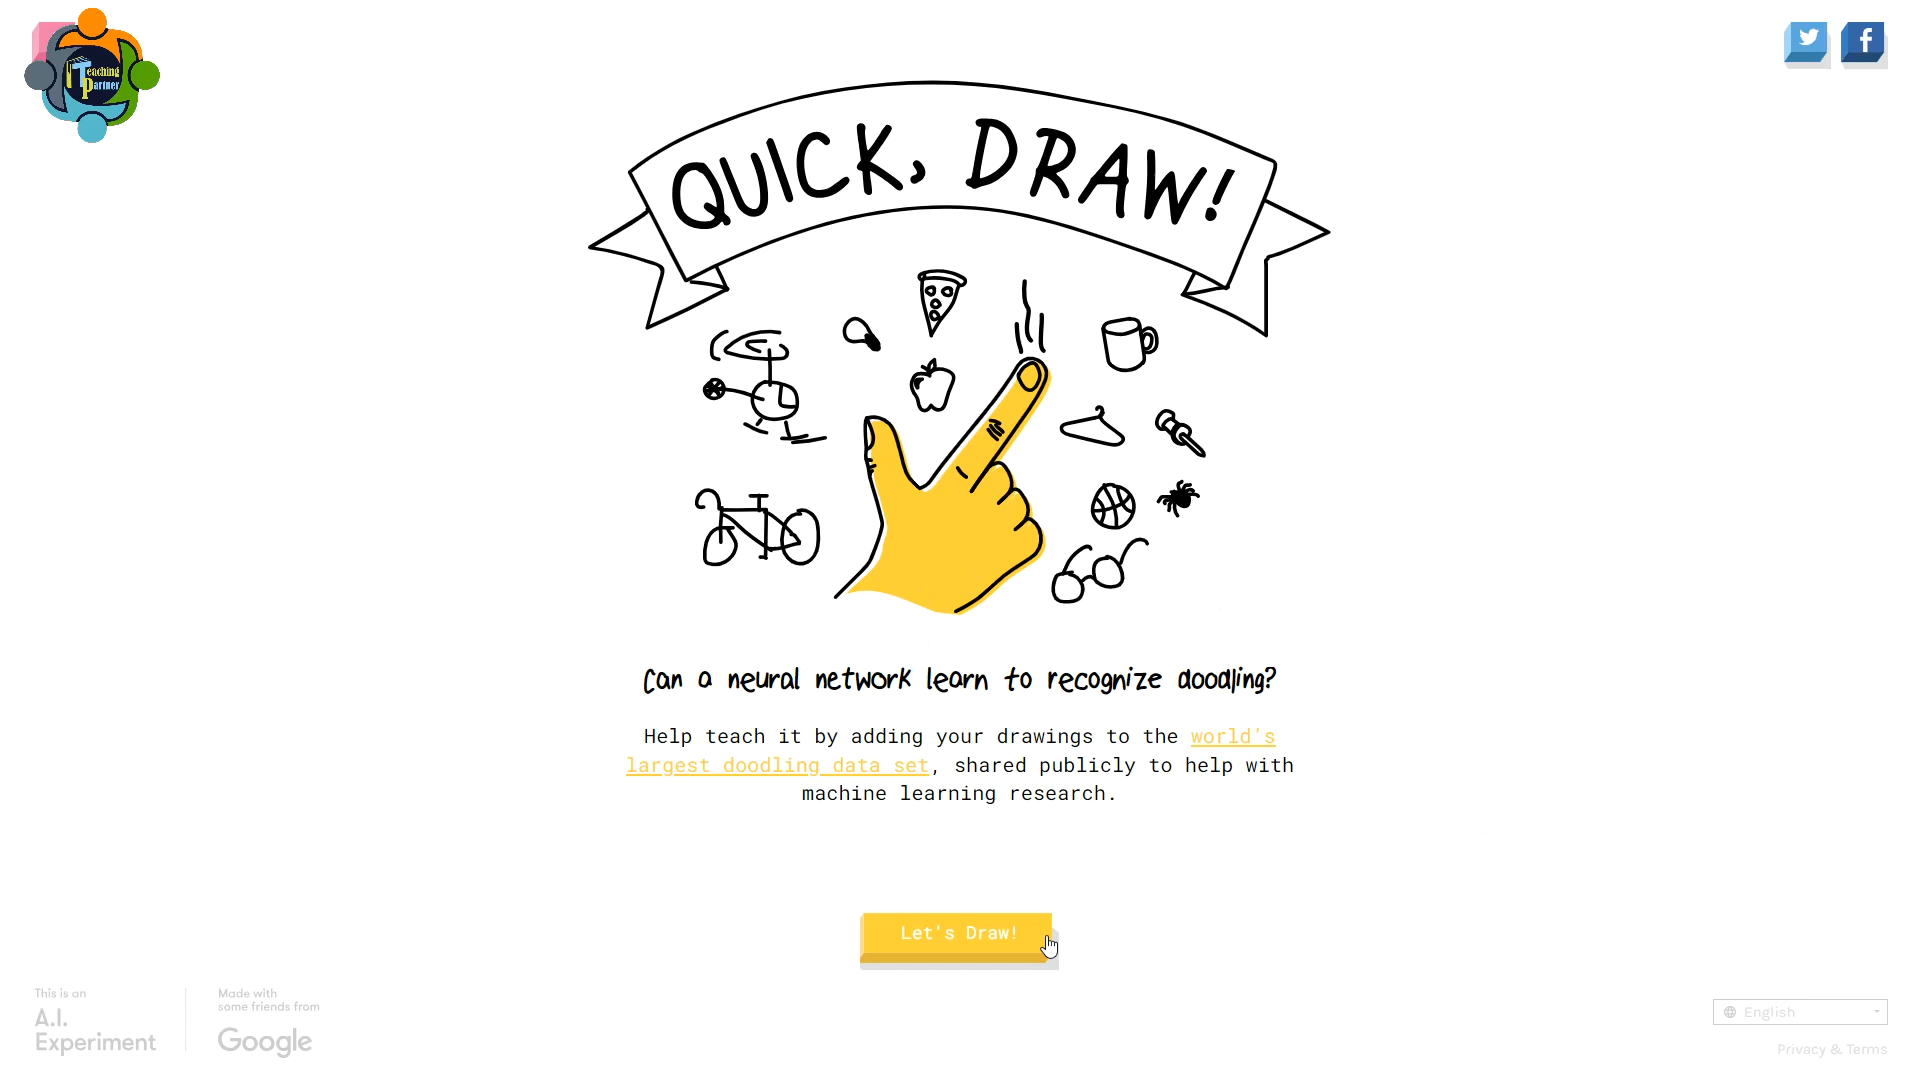 Teaching
Partner
QUICK, DRAW!
Can a neural network learn to recognize doodling?
Help teach it by adding your drawings to the world's
largest doodling data set, shared publicly to help with
machine learning research.
Let's Draw!
This is an
A.I.
Experiment
Made with
some friends from
Google
English
Privacy & Terms